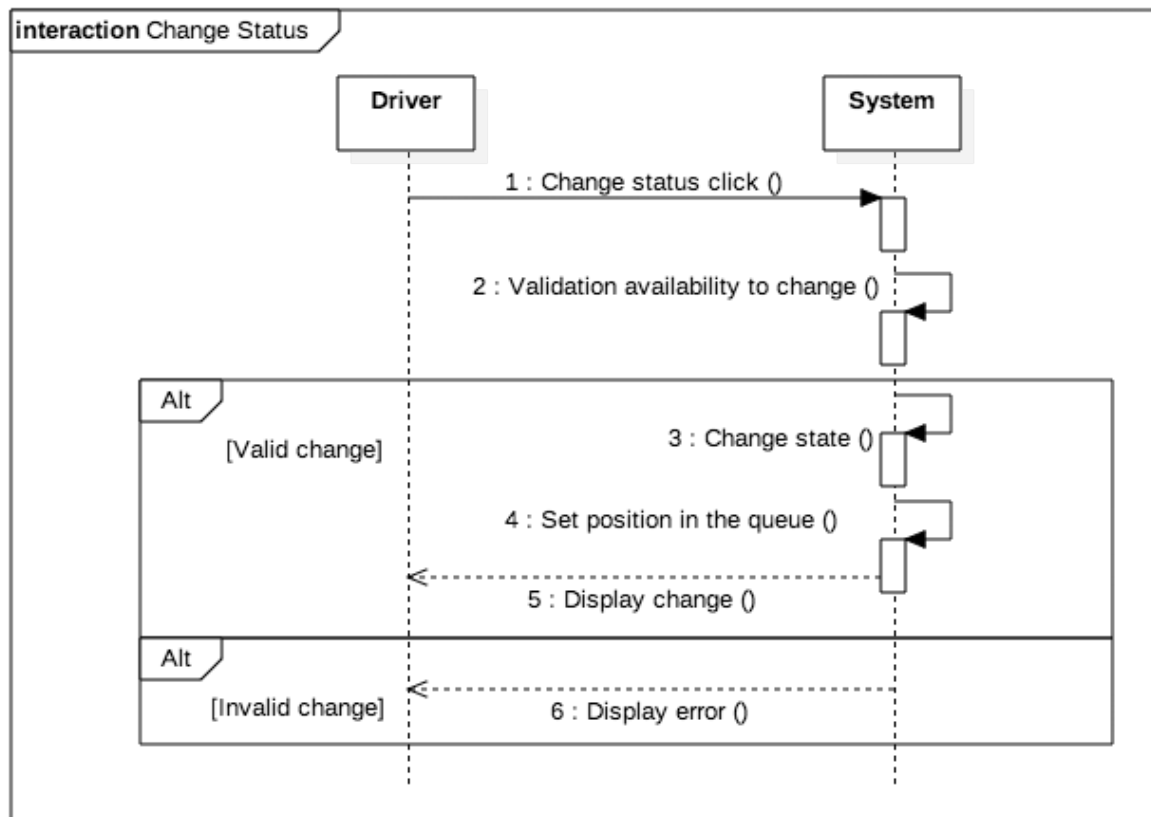 interaction Change Status
Driver
System
1 : Change status click ()
2 : Validation availability to change ()
Alt
[Valid change]
3 : Change state ()
4 : Set position in the queue ()
5 : Display change ()
Alt
[Invalid change]
6 : Display error ()